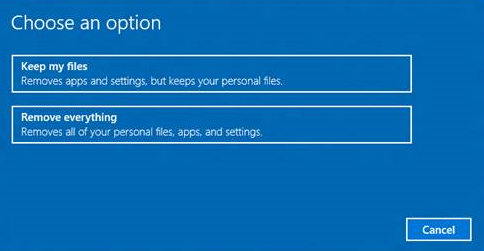 Choose an option
Keep my files
Removes apps and settings, but keeps your personal files.
Remove everything
Removes all of your personal files, apps, and settings.
Cancel